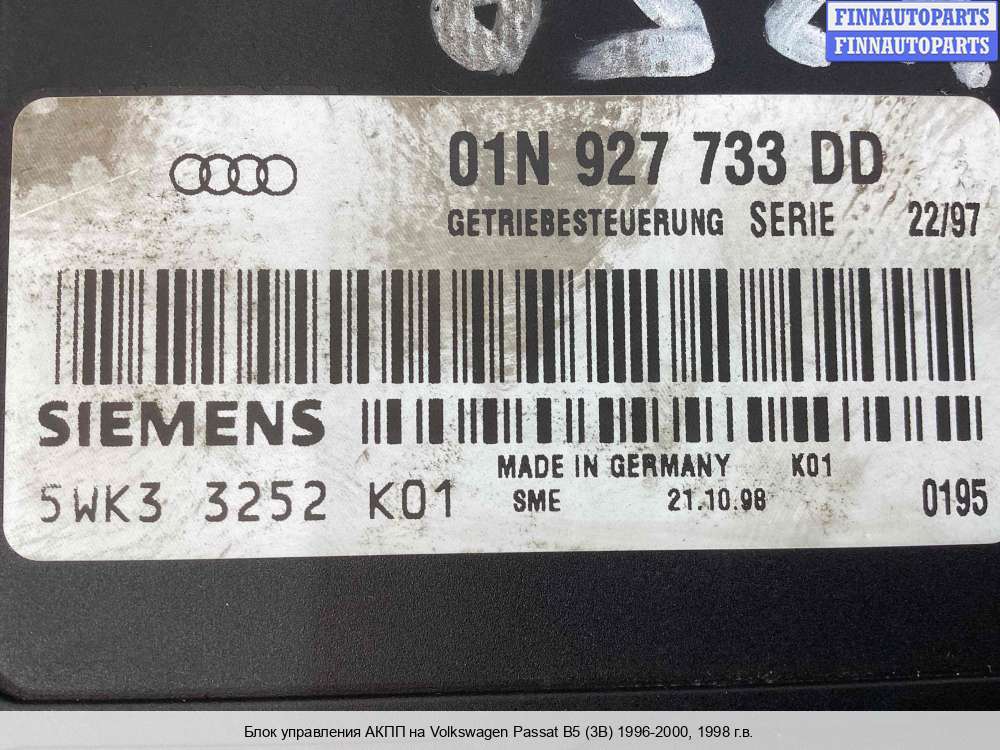 FINNAUTOPARTS
FINNAUTOPARTS
01N 927 733 DD
GETRIEBESTEUERUNG SERIE 22/97
SIEMENS
MADE IN GERMANY K01
5WK3 3252 K01 SME 21.10.98 0195
Блок управления АКПП на Volkswagen Passat B5 (3B) 1996-2000, 1998 г.в.